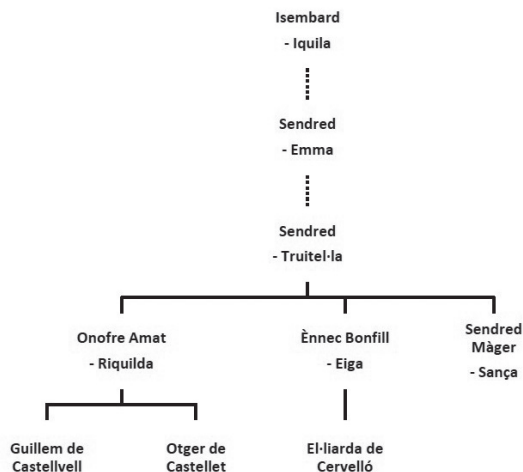 Isembard
- Iquila
Sendred
- Emma
Sendred
- Truitel·la
Onofre Amat
- Riquilda
Ènnec Bonfill
- Eiga
Sendred
Màger
- Sança
Guillem de
Castellvell
Otger de
Castellet
El·liarda de
Cervelló